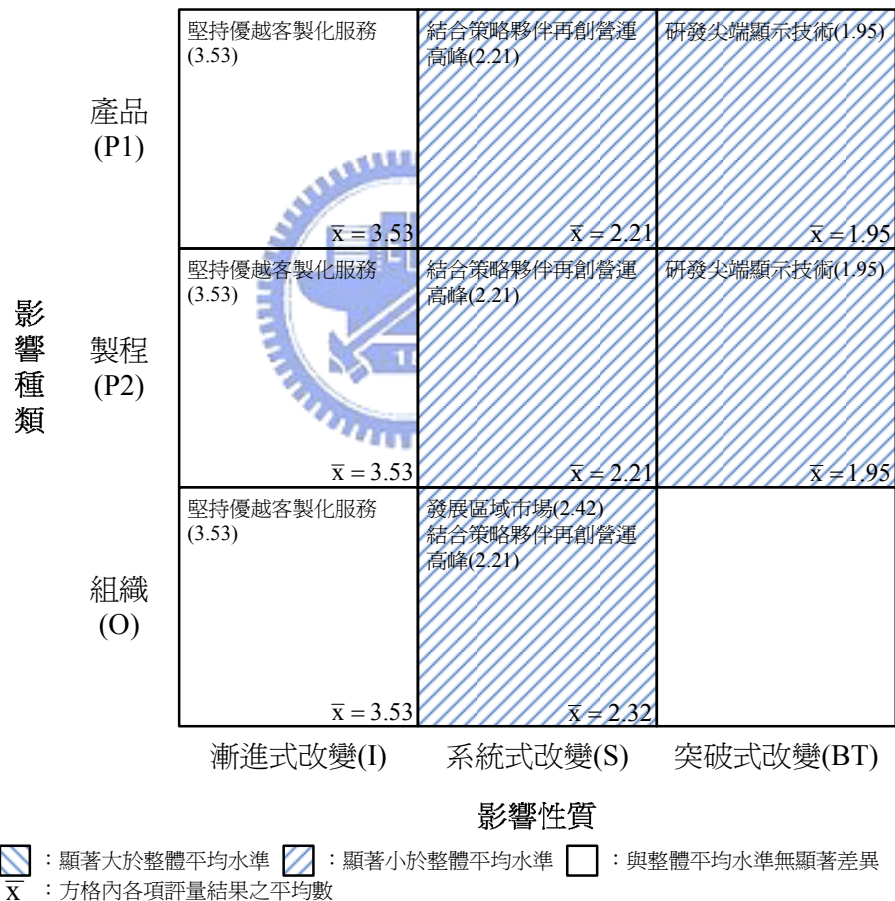 堅持優越客製化服務
(3.53)
x̄ = 3.53
結合策略夥伴再創營運
高峰(2.21)
x̄ = 2.21
研發尖端顯示技術(1.95)
x̄ = 1.95
產品
(P1)
堅持優越客製化服務
(3.53)
x̄ = 3.53
結合策略夥伴再創營運
高峰(2.21)
x̄ = 2.21
研發尖端顯示技術(1.95)
x̄ = 1.95
影響種類
製程
(P2)
堅持優越客製化服務
(3.53)
x̄ = 3.53
發展區域市場(2.42)
結合策略夥伴再創營運
高峰(2.21)
x̄ = 2.32
組織
(O)
漸進式改變(I)
系統式改變(S)
突破式改變(BT)
影響性質
：顯著大於整體平均水準
：顯著小於整體平均水準
：與整體平均水準無顯著差異
x̄ ：方格內各項評量結果之平均數